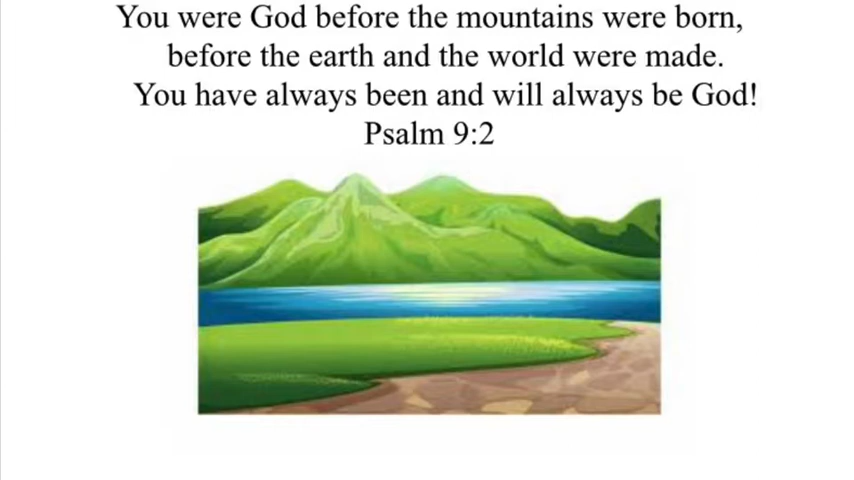 You were God before the mountains were born,
before the earth and the world were made.
You have always been and will always be God!
Psalm 9:2